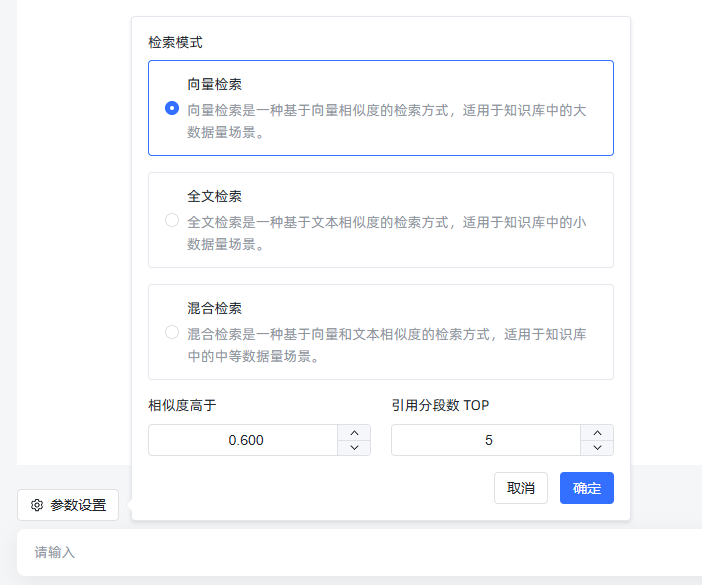 检索模式
向量检索
向量检索是一种基于向量相似度的检索方式，适用于知识库中的大
数据量场景。
全文检索
全文检索是一种基于文本相似度的检索方式，适用于知识库中的小
数据量场景。
混合检索
混合检索是一种基于向量和文本相似度的检索方式，适用于知识库
中的中等数据量场景。
相似度高于 引用分段数 TOP
0.600 5
取消 确定
参数设置
请输入